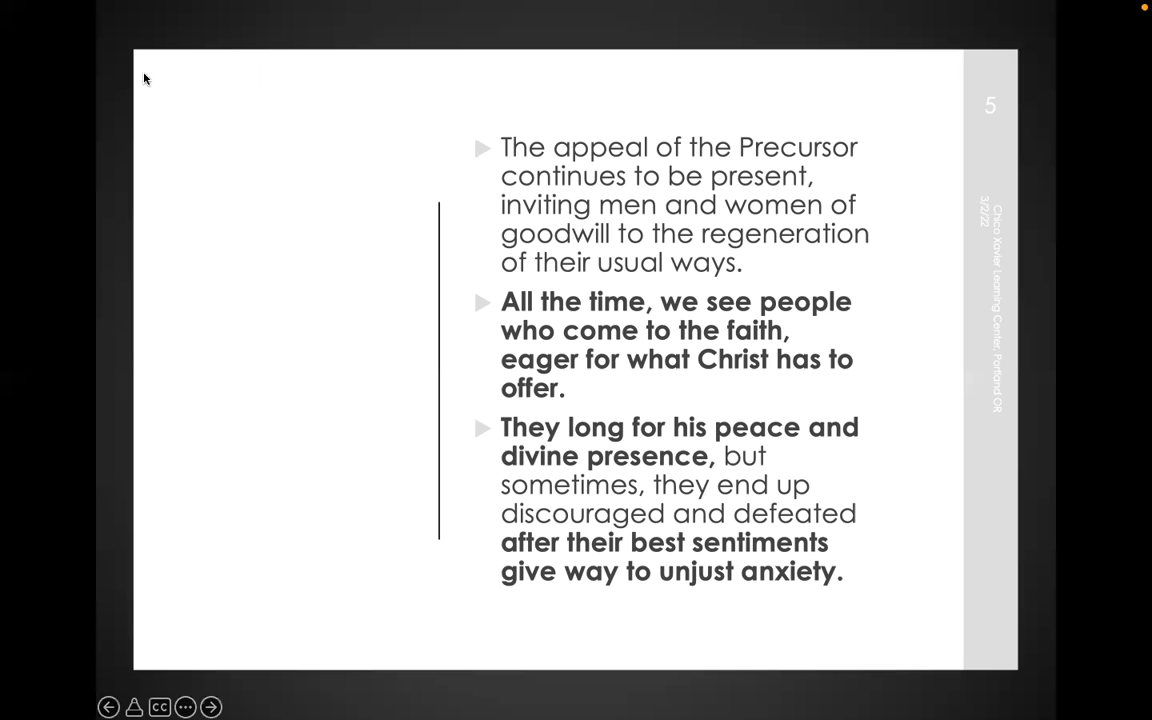 5
The appeal of the Precursor
continues to be present,
inviting men and women of
goodwill to the regeneration
of their usual ways.
All the time, we see people
who come to the faith,
eager for what Christ has to
offer.
They long for his peace and
divine presence, but
sometimes, they end up
discouraged and defeated
after their best sentiments
give way to unjust anxiety.
Chico Xavier Learning Center, Portland OR
3/2/22
CC